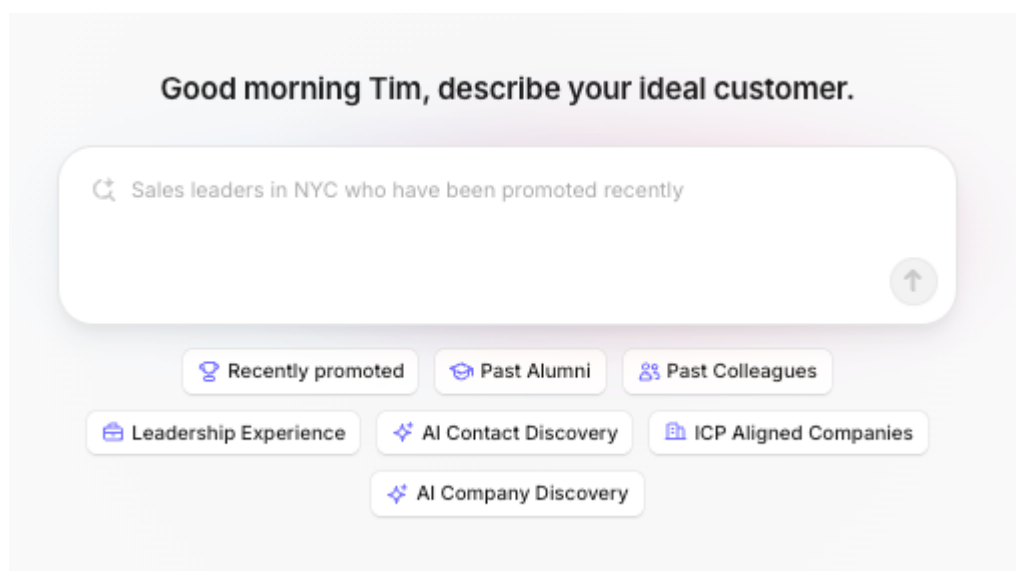 Good morning Tim, describe your ideal customer.
Sales leaders in NYC who have been promoted recently
Recently promoted
Past Alumni
Past Colleagues
Leadership Experience
AI Contact Discovery
ICP Aligned Companies
AI Company Discovery